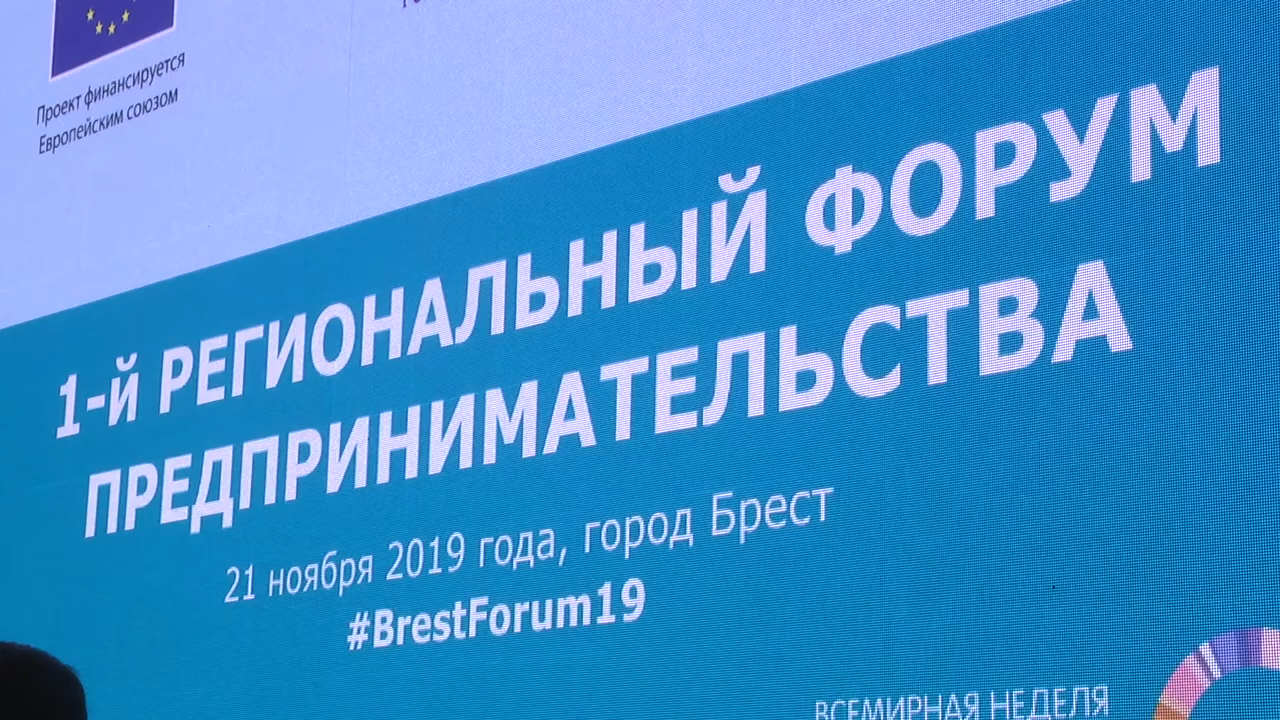 Проект финансируется
Европейским союзом
1-й РЕГИОНАЛЬНЫЙ ФОРУМ
ПРЕДПРИНИМАТЕЛЬСТВА
21 ноября 2019 года, город Брест
#BrestForum19
ВСЕМИРНАЯ НЕДЕЛЯ